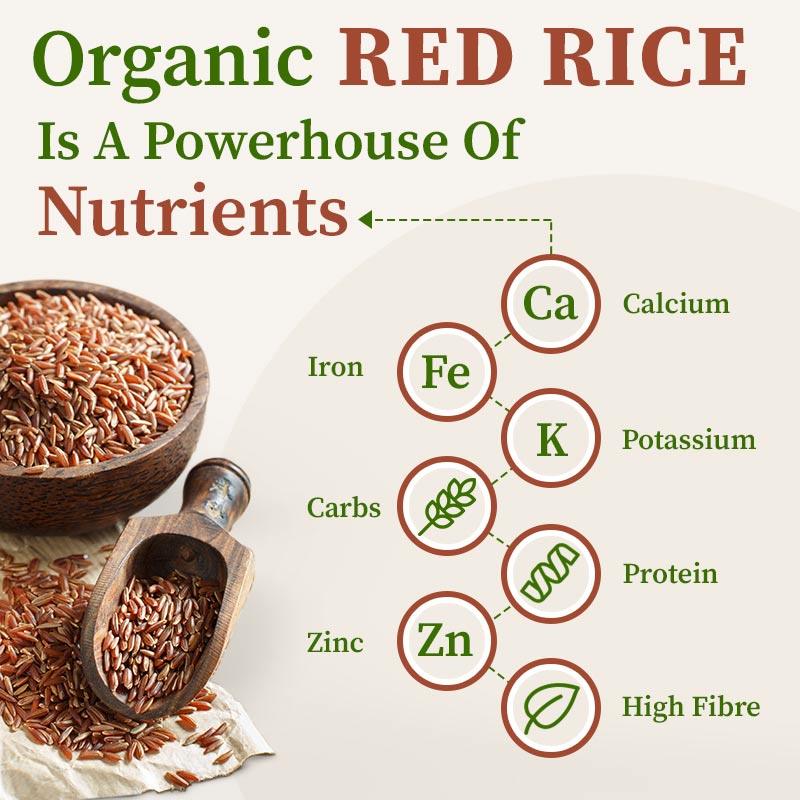 Organic RED RICE
Is A Powerhouse Of
Nutrients
Ca Calcium
Iron Fe
K Potassium
Carbs
Protein
Zinc Zn
High Fibre